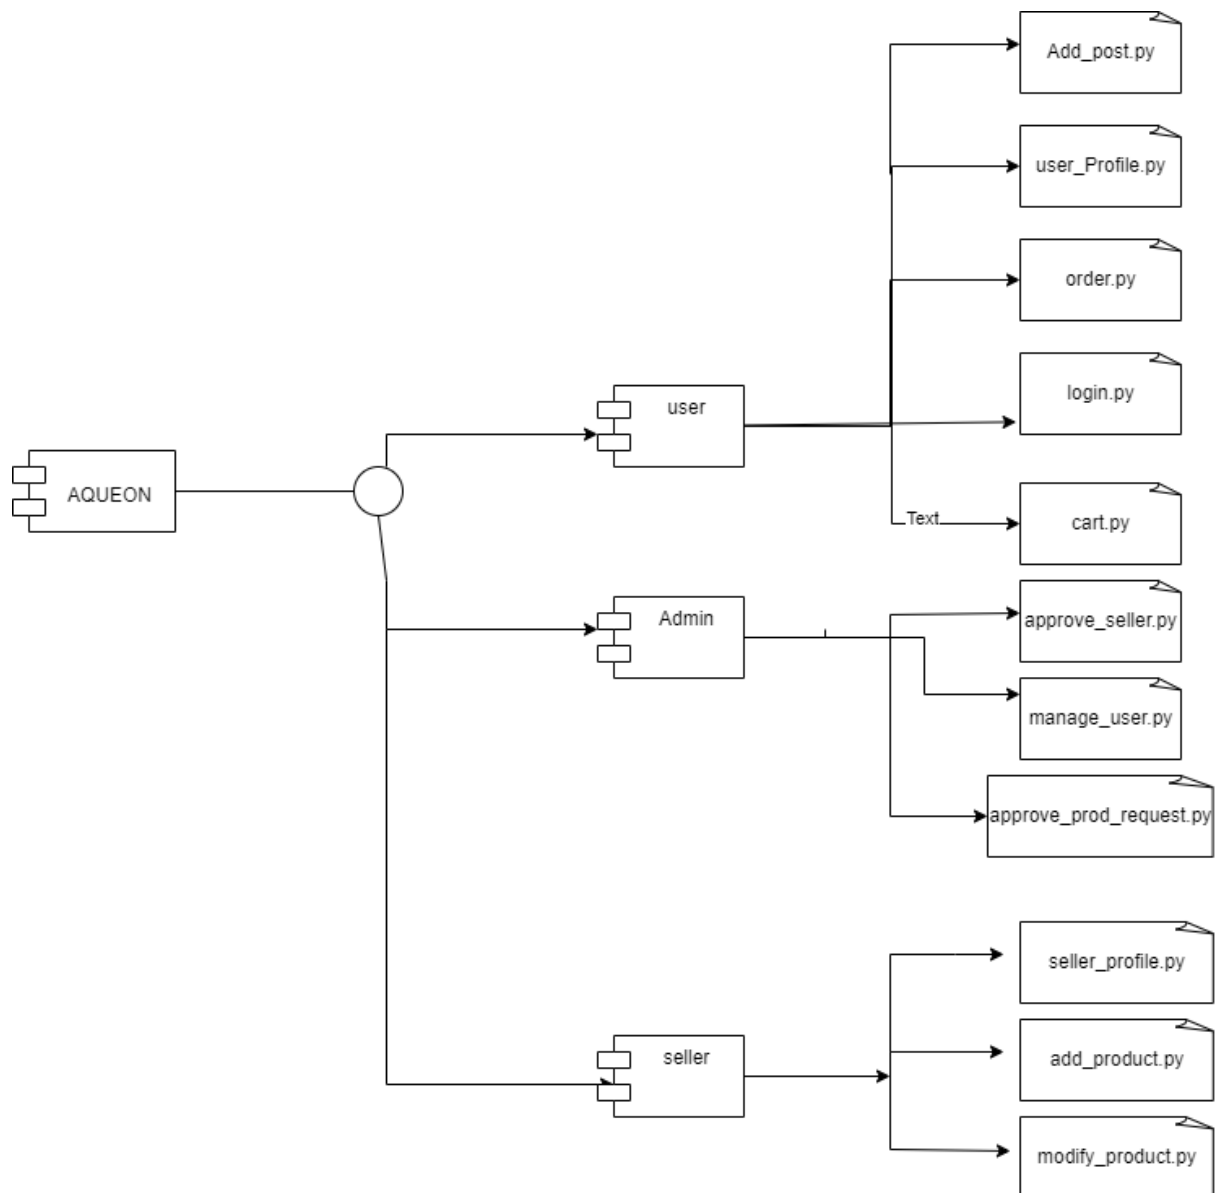 Add_post.py
user_Profile.py
order.py
user
login.py
AQUEON
Text
cart.py
Admin
approve_seller.py
manage_user.py
approve_prod_request.py
seller_profile.py
seller
add_product.py
modify_product.py